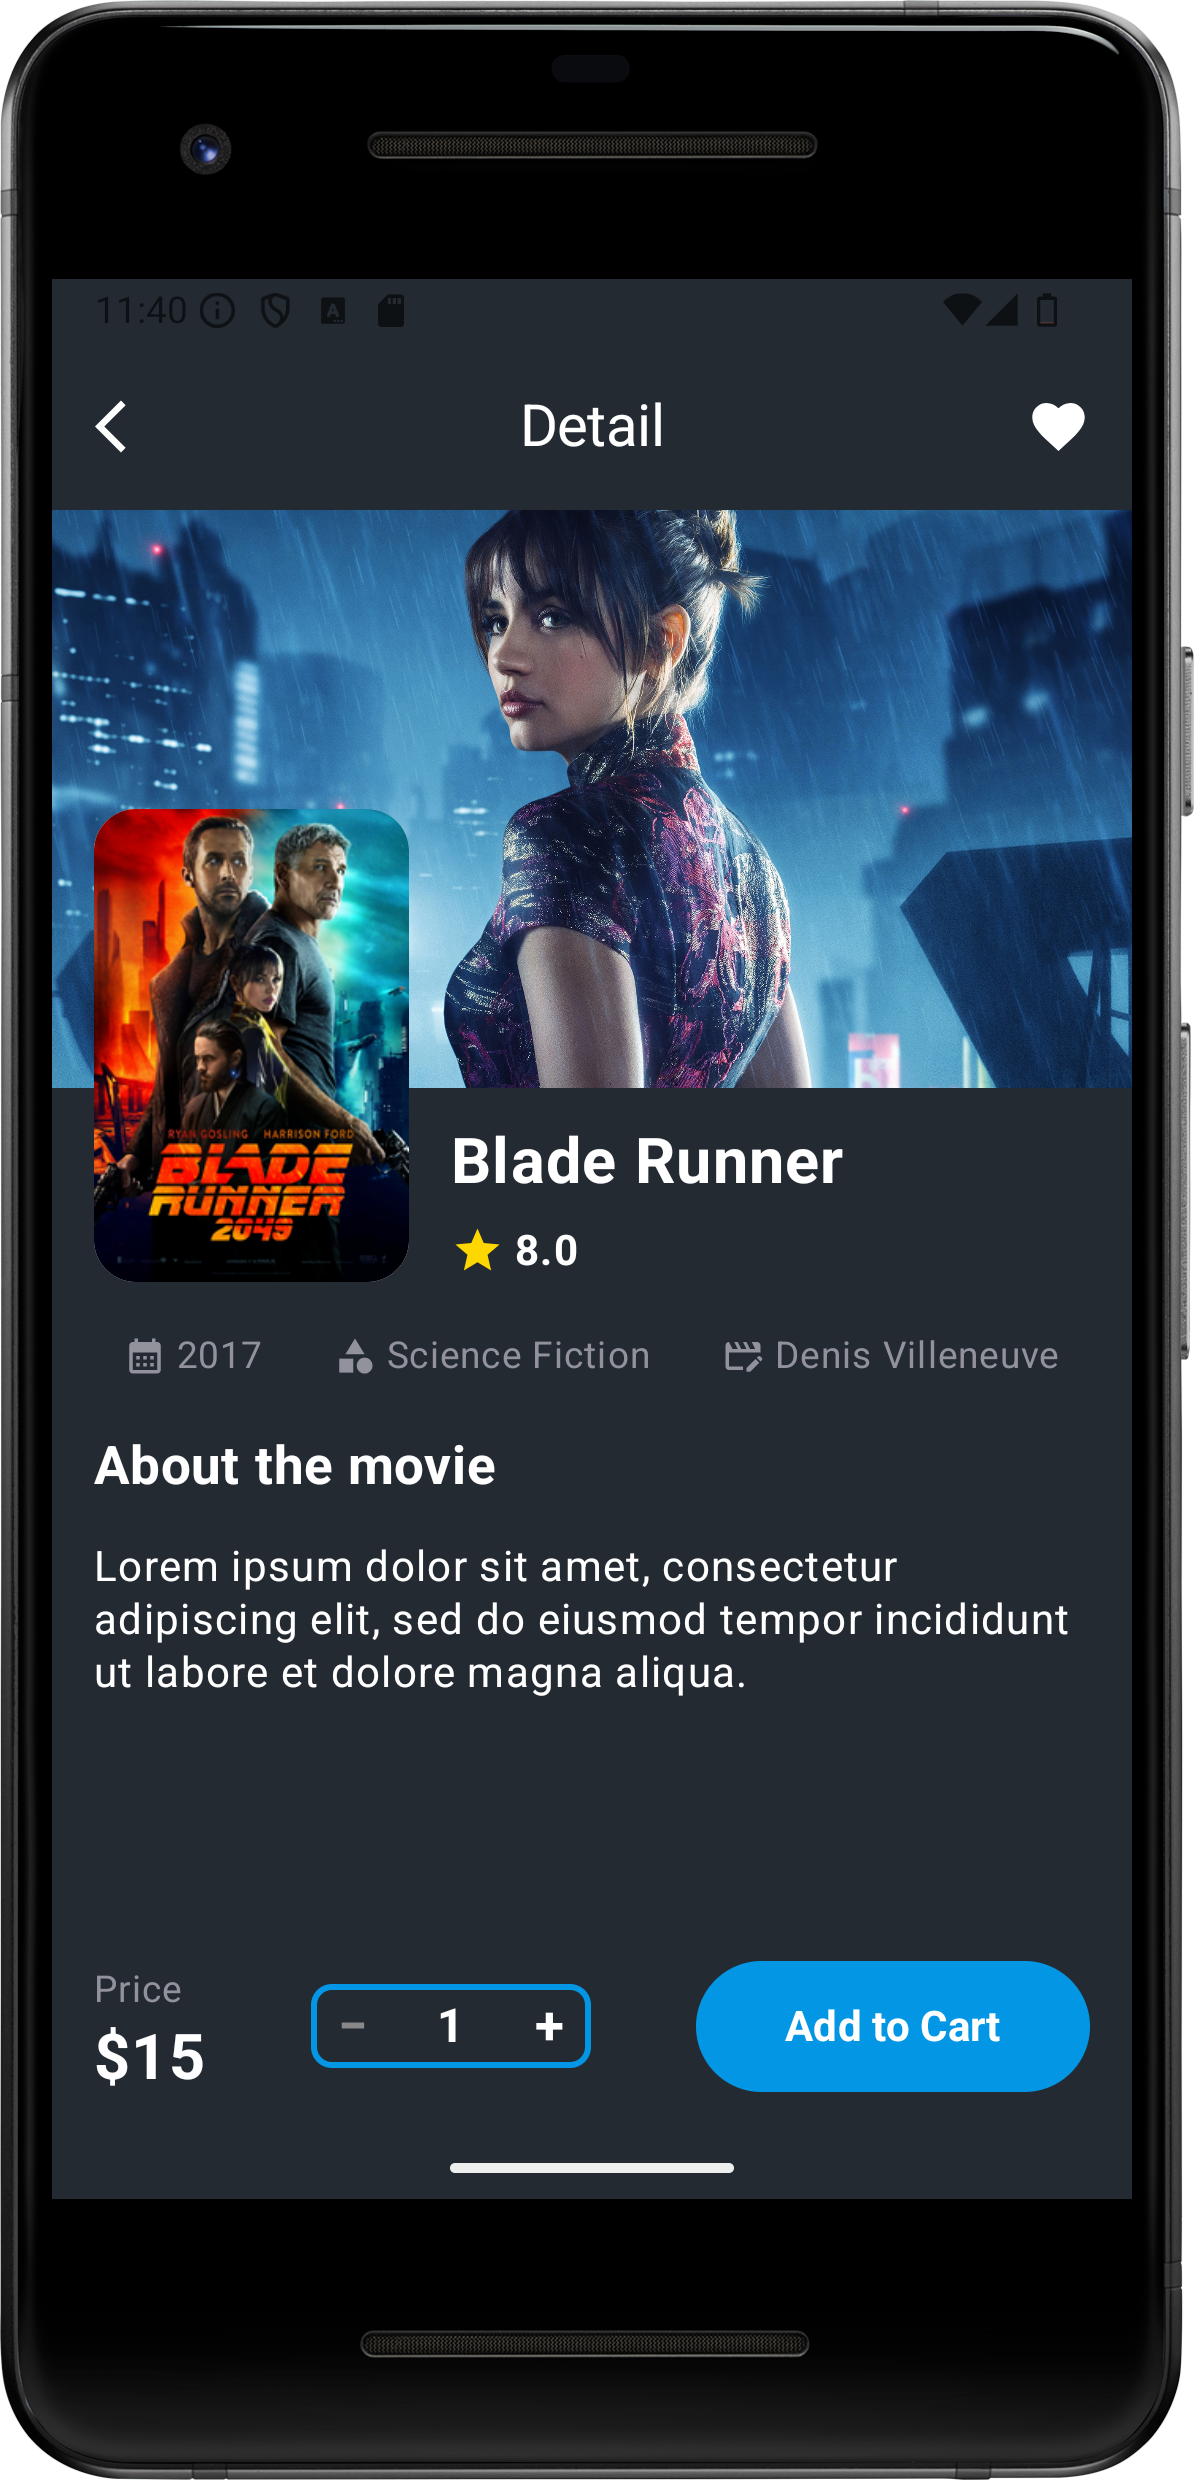 11:40
Detail
RYAN GOSLING HARRISON FORD
BLADE
RUNNER
2049
Blade Runner
8.0
2017 Science Fiction Denis Villeneuve
About the movie
Lorem ipsum dolor sit amet, consectetur
adipiscing elit, sed do eiusmod tempor incididunt
ut labore et dolore magna aliqua.
Price
$15
− 1 +
Add to Cart